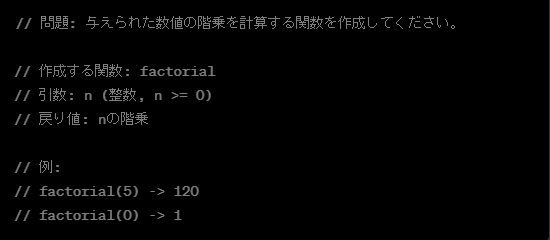 // 問題: 与えられた数値の階乗を計算する関数を作成してください。
// 作成する関数: factorial
// 引数: n (整数, n >= 0)
// 戻り値: nの階乗
// 例:
// factorial(5) -> 120
// factorial(0) -> 1